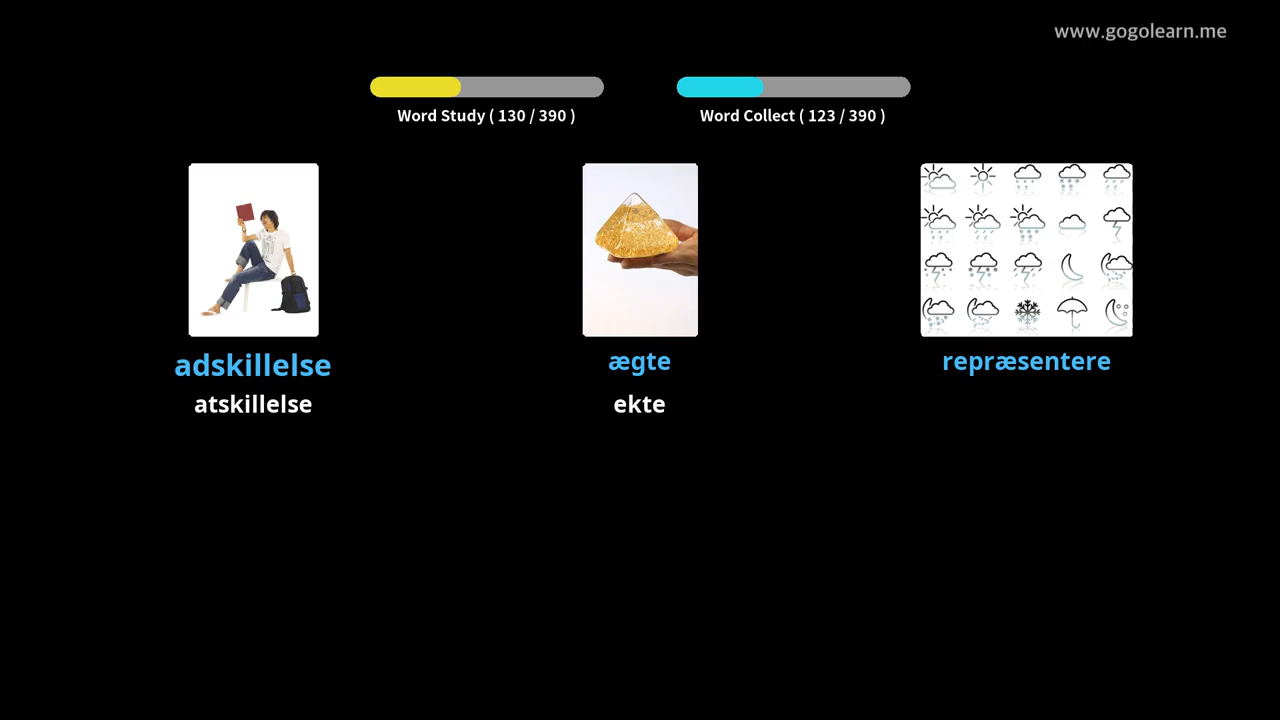 www.gogolearn.me
Word Study ( 130 / 390 )
Word Collect ( 123 / 390 )
adskillelse
ægte
repræsentere
atskillelse
ekte